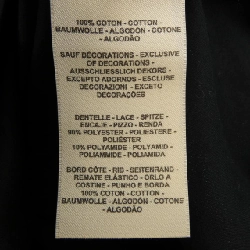 100% COTON - COTTON -
BAUMWOLLE - ALGODON - COTONE
- ALGODÃO
SAUF DECORATIONS - EXCLUSIVE
OF DECORATIONS -
AUSSCHLIESSLICH DEKORE -
EXCEPTO ADORNOS - ESCLUSE
DECORAZIONI - EXCETO
DECORAÇÕES
DENTELLE - LACE - SPITZE -
ENCAJE - PIZZO - RENDA
90% POLYESTER - POLIESTERE -
POLIÉSTER
10% POLYAMIDE - POLYAMID -
POLIAMMIDE - POLIAMIDA
BORD CÔTE - RIB - SEITENRAND -
REMATE ELÁSTICO - ORLO A
COSTINE - PUNHO E BORDA
100% COTON - COTTON -
BAUMWOLLE - ALGODON - COTONE
- ALGODÃO